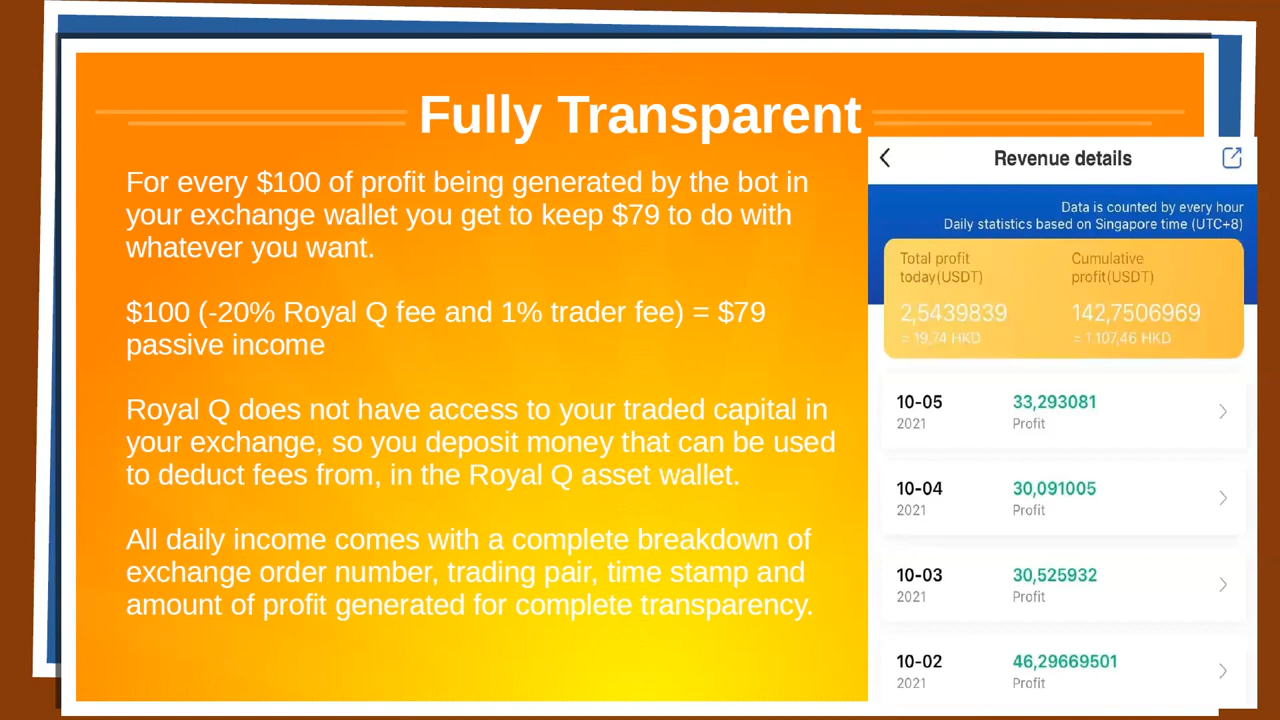 Fully Transparent
For every $100 of profit being generated by the bot in
your exchange wallet you get to keep $79 to do with
whatever you want.
$100 (-20% Royal Q fee and 1% trader fee) = $79
passive income
Royal Q does not have access to your traded capital in
your exchange, so you deposit money that can be used
to deduct fees from, in the Royal Q asset wallet.
All daily income comes with a complete breakdown of
exchange order number, trading pair, time stamp and
amount of profit generated for complete transparency.
Revenue details
Data is counted by every hour
Daily statistics based on Singapore time (UTC+8)
Total profit
today(USDT)
Cumulative
profit(USDT)
2,5439839 142,7506969
≈ 19,74 HKD ≈ 1.107,46 HKD
10-05 33,293081
2021 Profit
10-04 30,091005
2021 Profit
10-03 30,525932
2021 Profit
10-02 46,29669501
2021 Profit